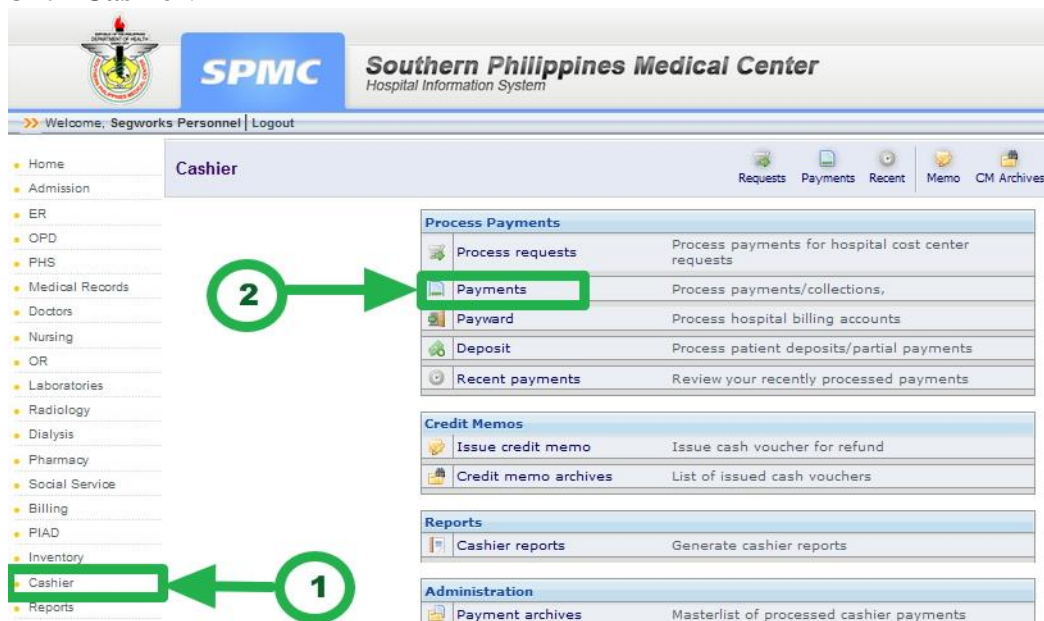 SPMC
Southern Philippines Medical Center
Hospital Information System
Welcome, Segworks Personnel | Logout
Home
Admission
ER
OPD
PHS
Medical Records
Doctors
Nursing
OR
Laboratories
Radiology
Dialysis
Pharmacy
Social Service
Billing
PIAD
Inventory
Cashier
Reports
Cashier
Requests Payments Recent Memo CM Archives
Process Payments
Process requests Process payments for hospital cost center
requests
2
Payments Process payments/collections,
Payward Process hospital billing accounts
Deposit Process patient deposits/partial payments
Recent payments Review your recently processed payments
Credit Memos
Issue credit memo Issue cash voucher for refund
Credit memo archives List of issued cash vouchers
Reports
Cashier reports Generate cashier reports
1
Administration
Payment archives Masterlist of processed cashier payments